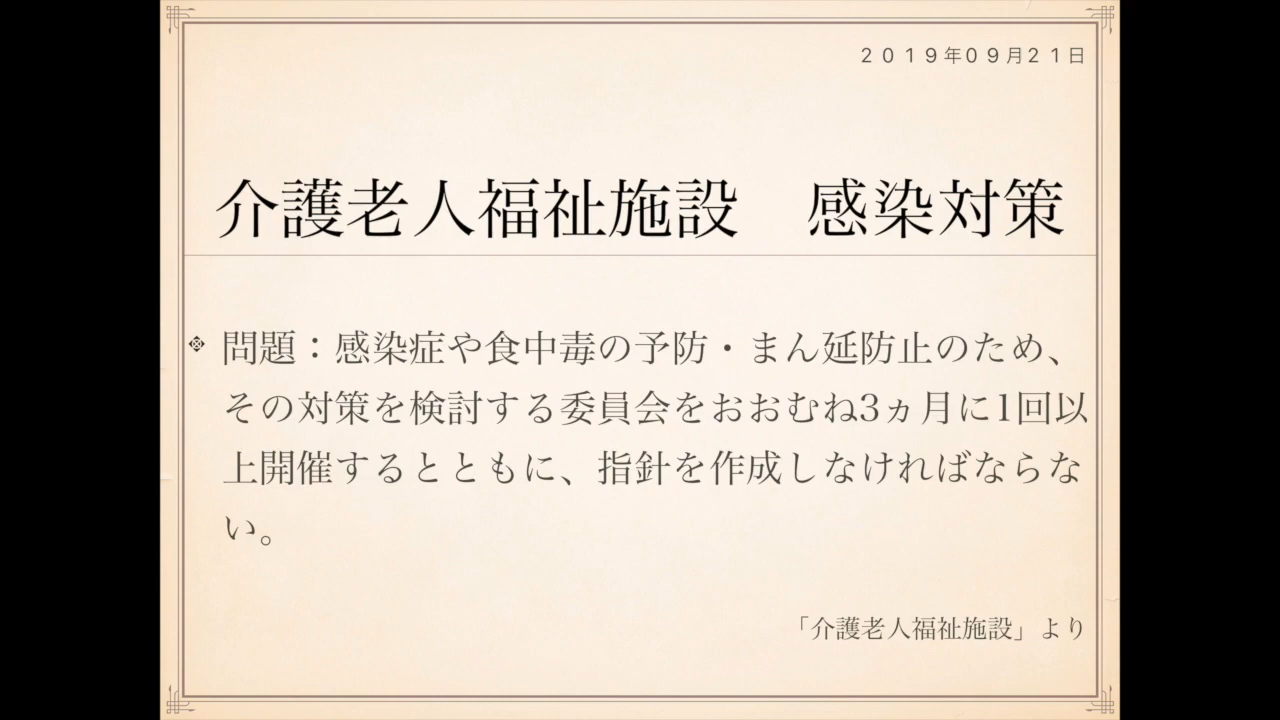 ２０１９年０９月２１日
介護老人福祉施設　感染対策
問題：感染症や食中毒の予防・まん延防止のため、
その対策を検討する委員会をおおむね3ヵ月に1回以
上開催するとともに、指針を作成しなければならな
い。
「介護老人福祉施設」より